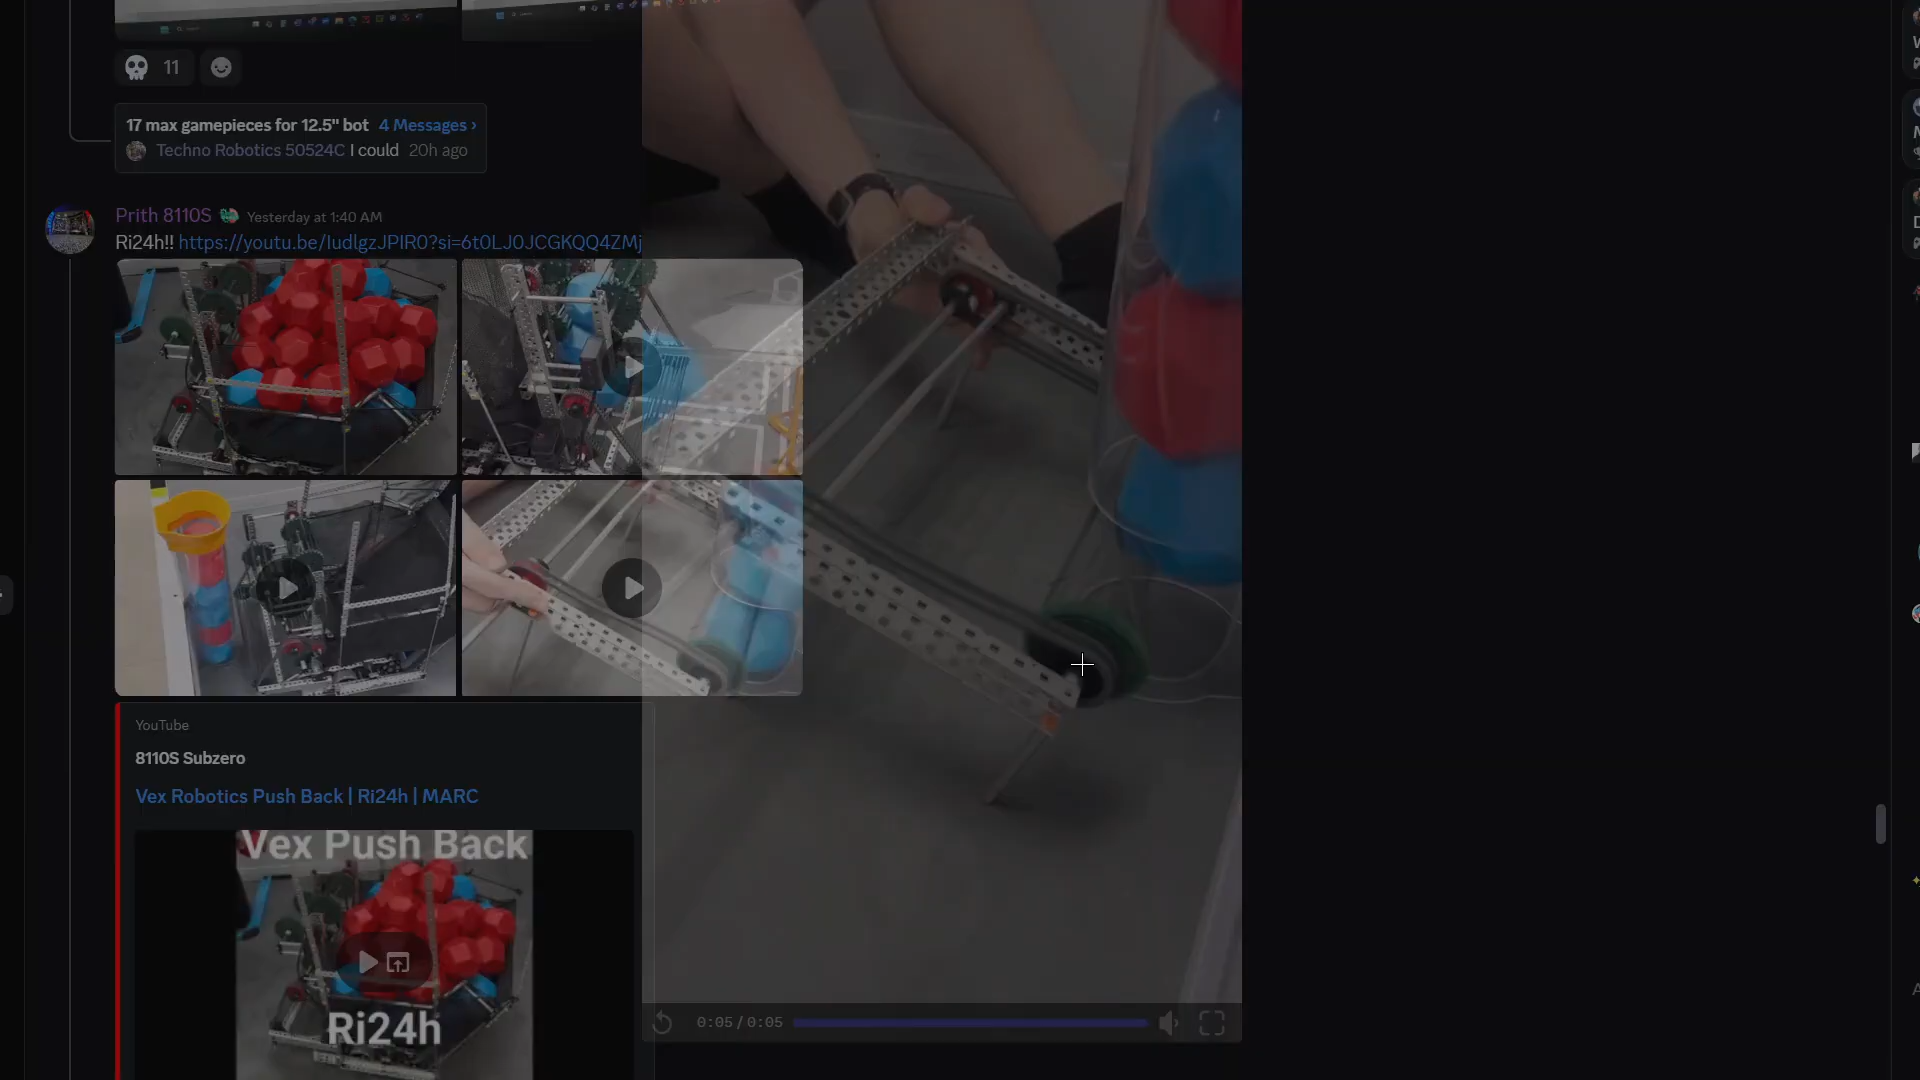 11
17 max gamepieces for 12.5" bot 4 Messages ›
Techno Robotics 50524C I could 20h ago
Prith 8110S Yesterday at 1:40 AM
Ri24h!! https://youtu.be/IudlgzJPIR0?si=6t0LJ0JCGKQQ4ZMj
YouTube
8110S Subzero
Vex Robotics Push Back | Ri24h | MARC
Vex Push Back
Ri24h
0:05 / 0:05